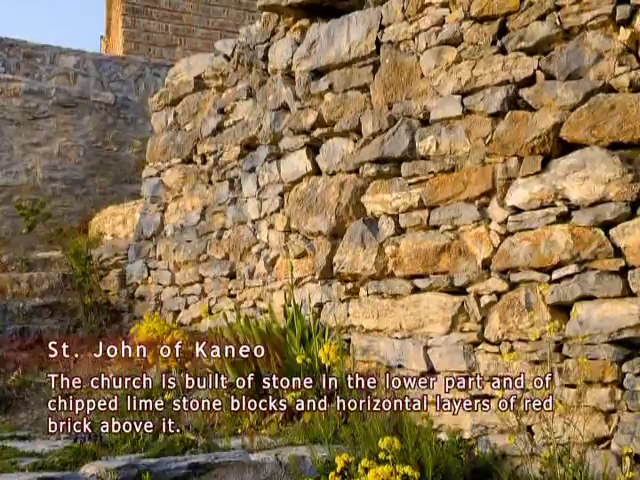 St. John of Kaneo
The church is built of stone in the lower part and of
chipped lime stone blocks and horizontal layers of red
brick above it.